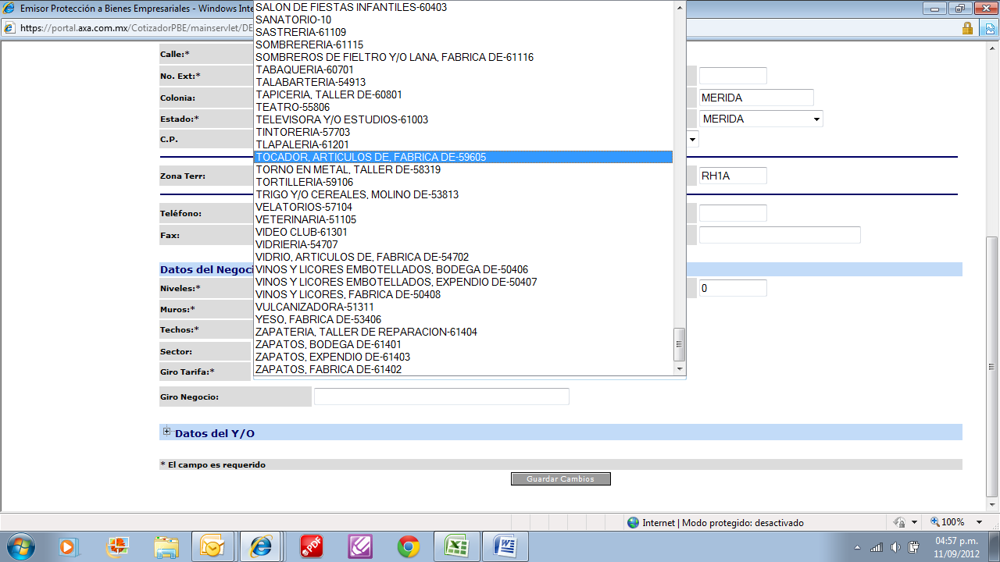 Emisor Protección a Bienes Empresariales - Windows Inte
https://portal.axa.com.mx/CotizadorPBE/mainservlet/DE
SALON DE FIESTAS INFANTILES-60403
SANATORIO-10
SASTRERIA-61109
SOMBRERERIA-61115
SOMBREROS DE FIELTRO Y/O LANA, FABRICA DE-61116
TABAQUERIA-60701
TALABARTERIA-54913
TAPICERIA, TALLER DE-60801
TEATRO-55806
TELEVISORA Y/O ESTUDIOS-61003
TINTORERIA-57703
TLAPALERIA-61201
TOCADOR, ARTICULOS DE, FABRICA DE-59605
TORNO EN METAL, TALLER DE-58319
TORTILLERIA-59106
TRIGO Y/O CEREALES, MOLINO DE-53813
VELATORIOS-57104
VETERINARIA-51105
VIDEO CLUB-61301
VIDRIERIA-54707
VIDRIO, ARTICULOS DE, FABRICA DE-54702
VINOS Y LICORES EMBOTELLADOS, BODEGA DE-50406
VINOS Y LICORES EMBOTELLADOS, EXPENDIO DE-50407
VINOS Y LICORES, FABRICA DE-50408
VULCANIZADORA-51311
YESO, FABRICA DE-53406
ZAPATERIA, TALLER DE REPARACION-61404
ZAPATOS, BODEGA DE-61401
ZAPATOS, EXPENDIO DE-61403
ZAPATOS, FABRICA DE-61402
Calle:*
No. Ext:*
Colonia: MERIDA
Estado:* MERIDA
C.P.
Zona Terr: RH1A
Teléfono:
Fax:
Datos del Negoci
Niveles:* 0
Muros:*
Techos:*
Sector:
Giro Tarifa:*
Giro Negocio:
Datos del Y/O
* El campo es requerido
Guardar Cambios
Internet | Modo protegido: desactivado
100%
PDF
04:57 p.m.
11/09/2012